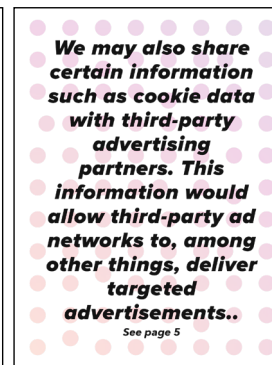 We may also share
certain information
such as cookie data
with third-party
advertising
partners. This
information would
allow third-party ad
networks to, among
other things, deliver
targeted
advertisements..
See page 5